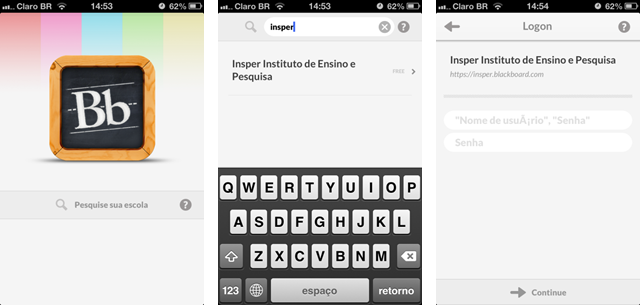 Claro BR 14:53 62%
Bb
Pesquise sua escola ?
Claro BR 14:53 62%
insper
?
Insper Instituto de Ensino e
Pesquisa
FREE
Q W E R T Y U I O P
A S D F G H J K L
Z X C V B N M
123 espaço retorno
Claro BR 14:54 62%
Logon ?
Insper Instituto de Ensino e Pesquisa
https://insper.blackboard.com
"Nome de usuÃ¡rio", "Senha"
Senha
Continue